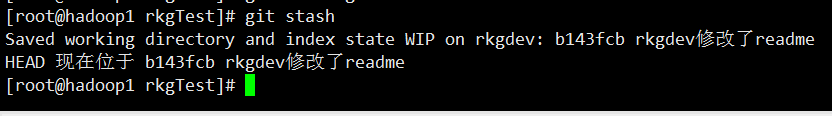 [root@hadoop1 rkgTest]# git stash
Saved working directory and index state WIP on rkgdev: b143fcb rkgdev修改了readme
HEAD 现在位于 b143fcb rkgdev修改了readme
[root@hadoop1 rkgTest]#